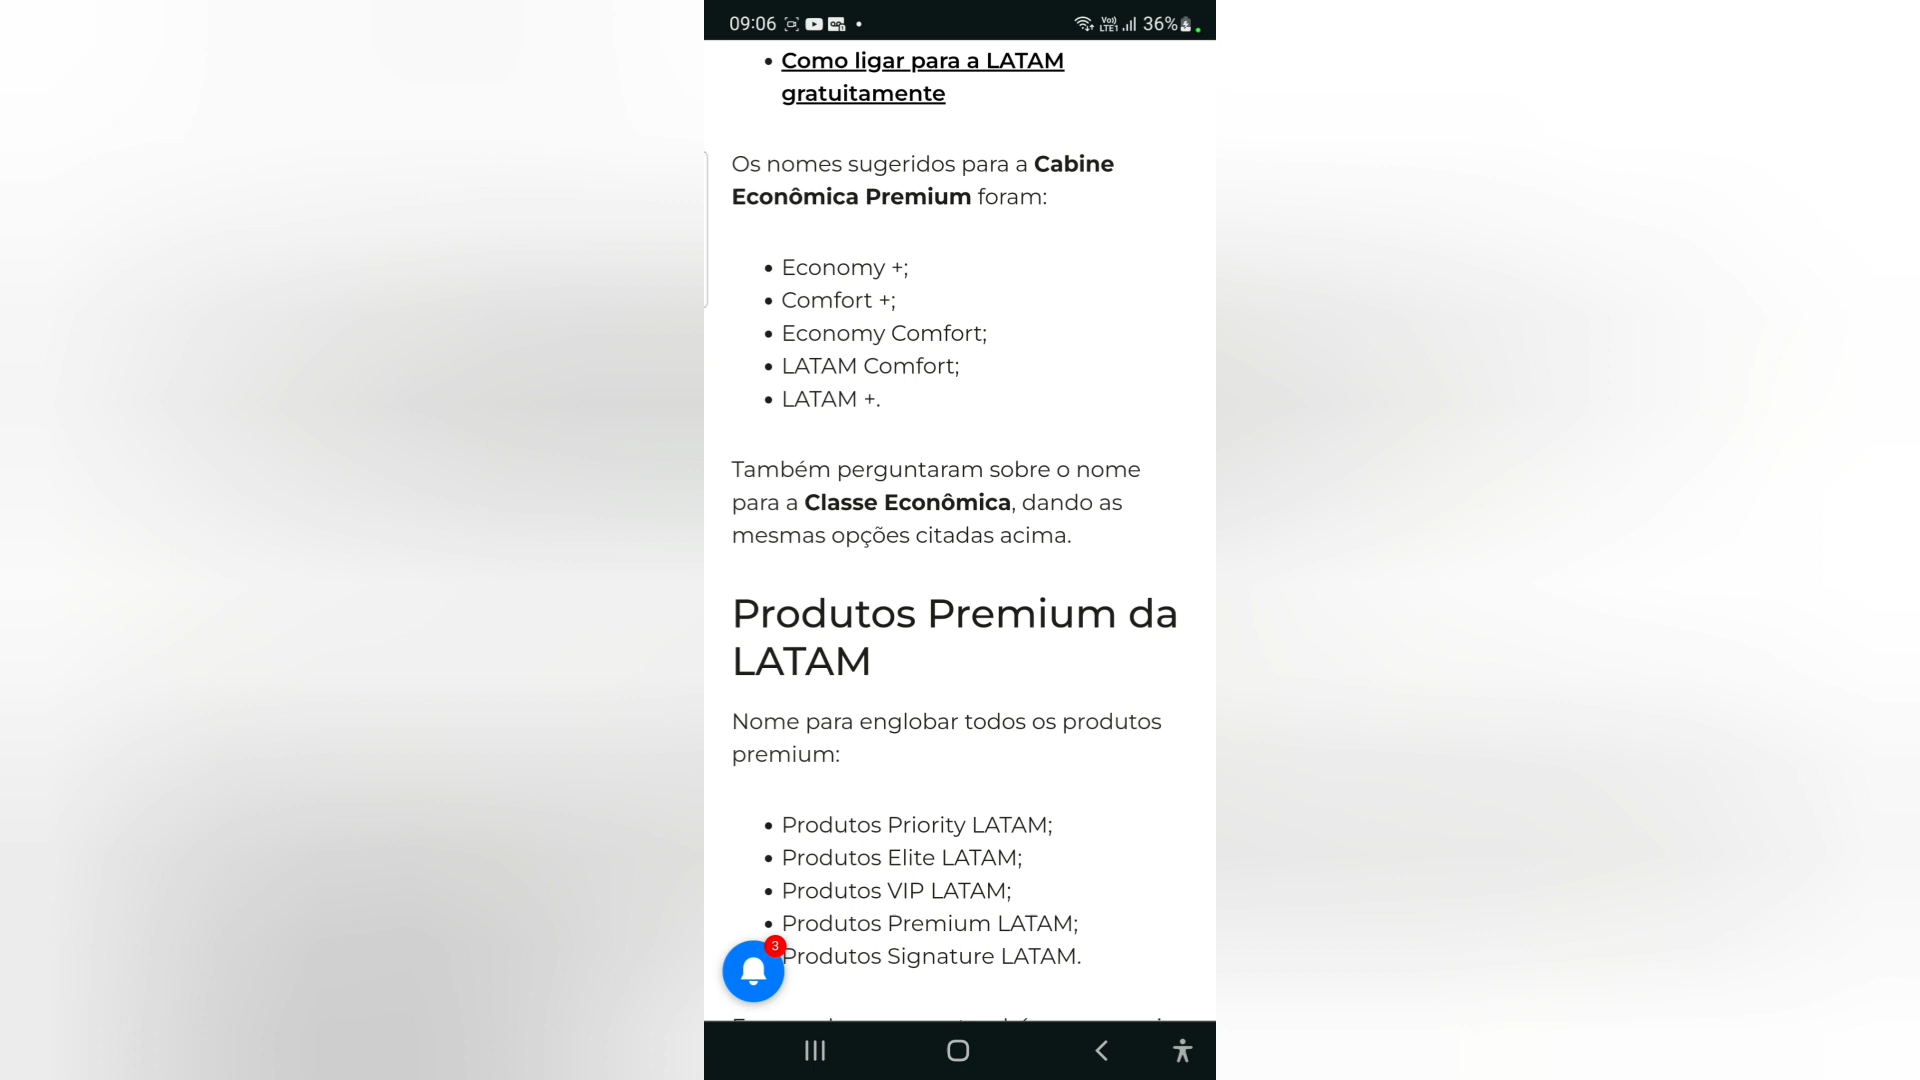 09:06 36%
Vo))
LTE1
Como ligar para a LATAM
gratuitamente
Os nomes sugeridos para a Cabine
Econômica Premium foram:
Economy +;
Comfort +;
Economy Comfort;
LATAM Comfort;
LATAM +.
Também perguntaram sobre o nome
para a Classe Econômica, dando as
mesmas opções citadas acima.
Produtos Premium da
LATAM
Nome para englobar todos os produtos
premium:
Produtos Priority LATAM;
Produtos Elite LATAM;
Produtos VIP LATAM;
Produtos Premium LATAM;
Produtos Signature LATAM.
3